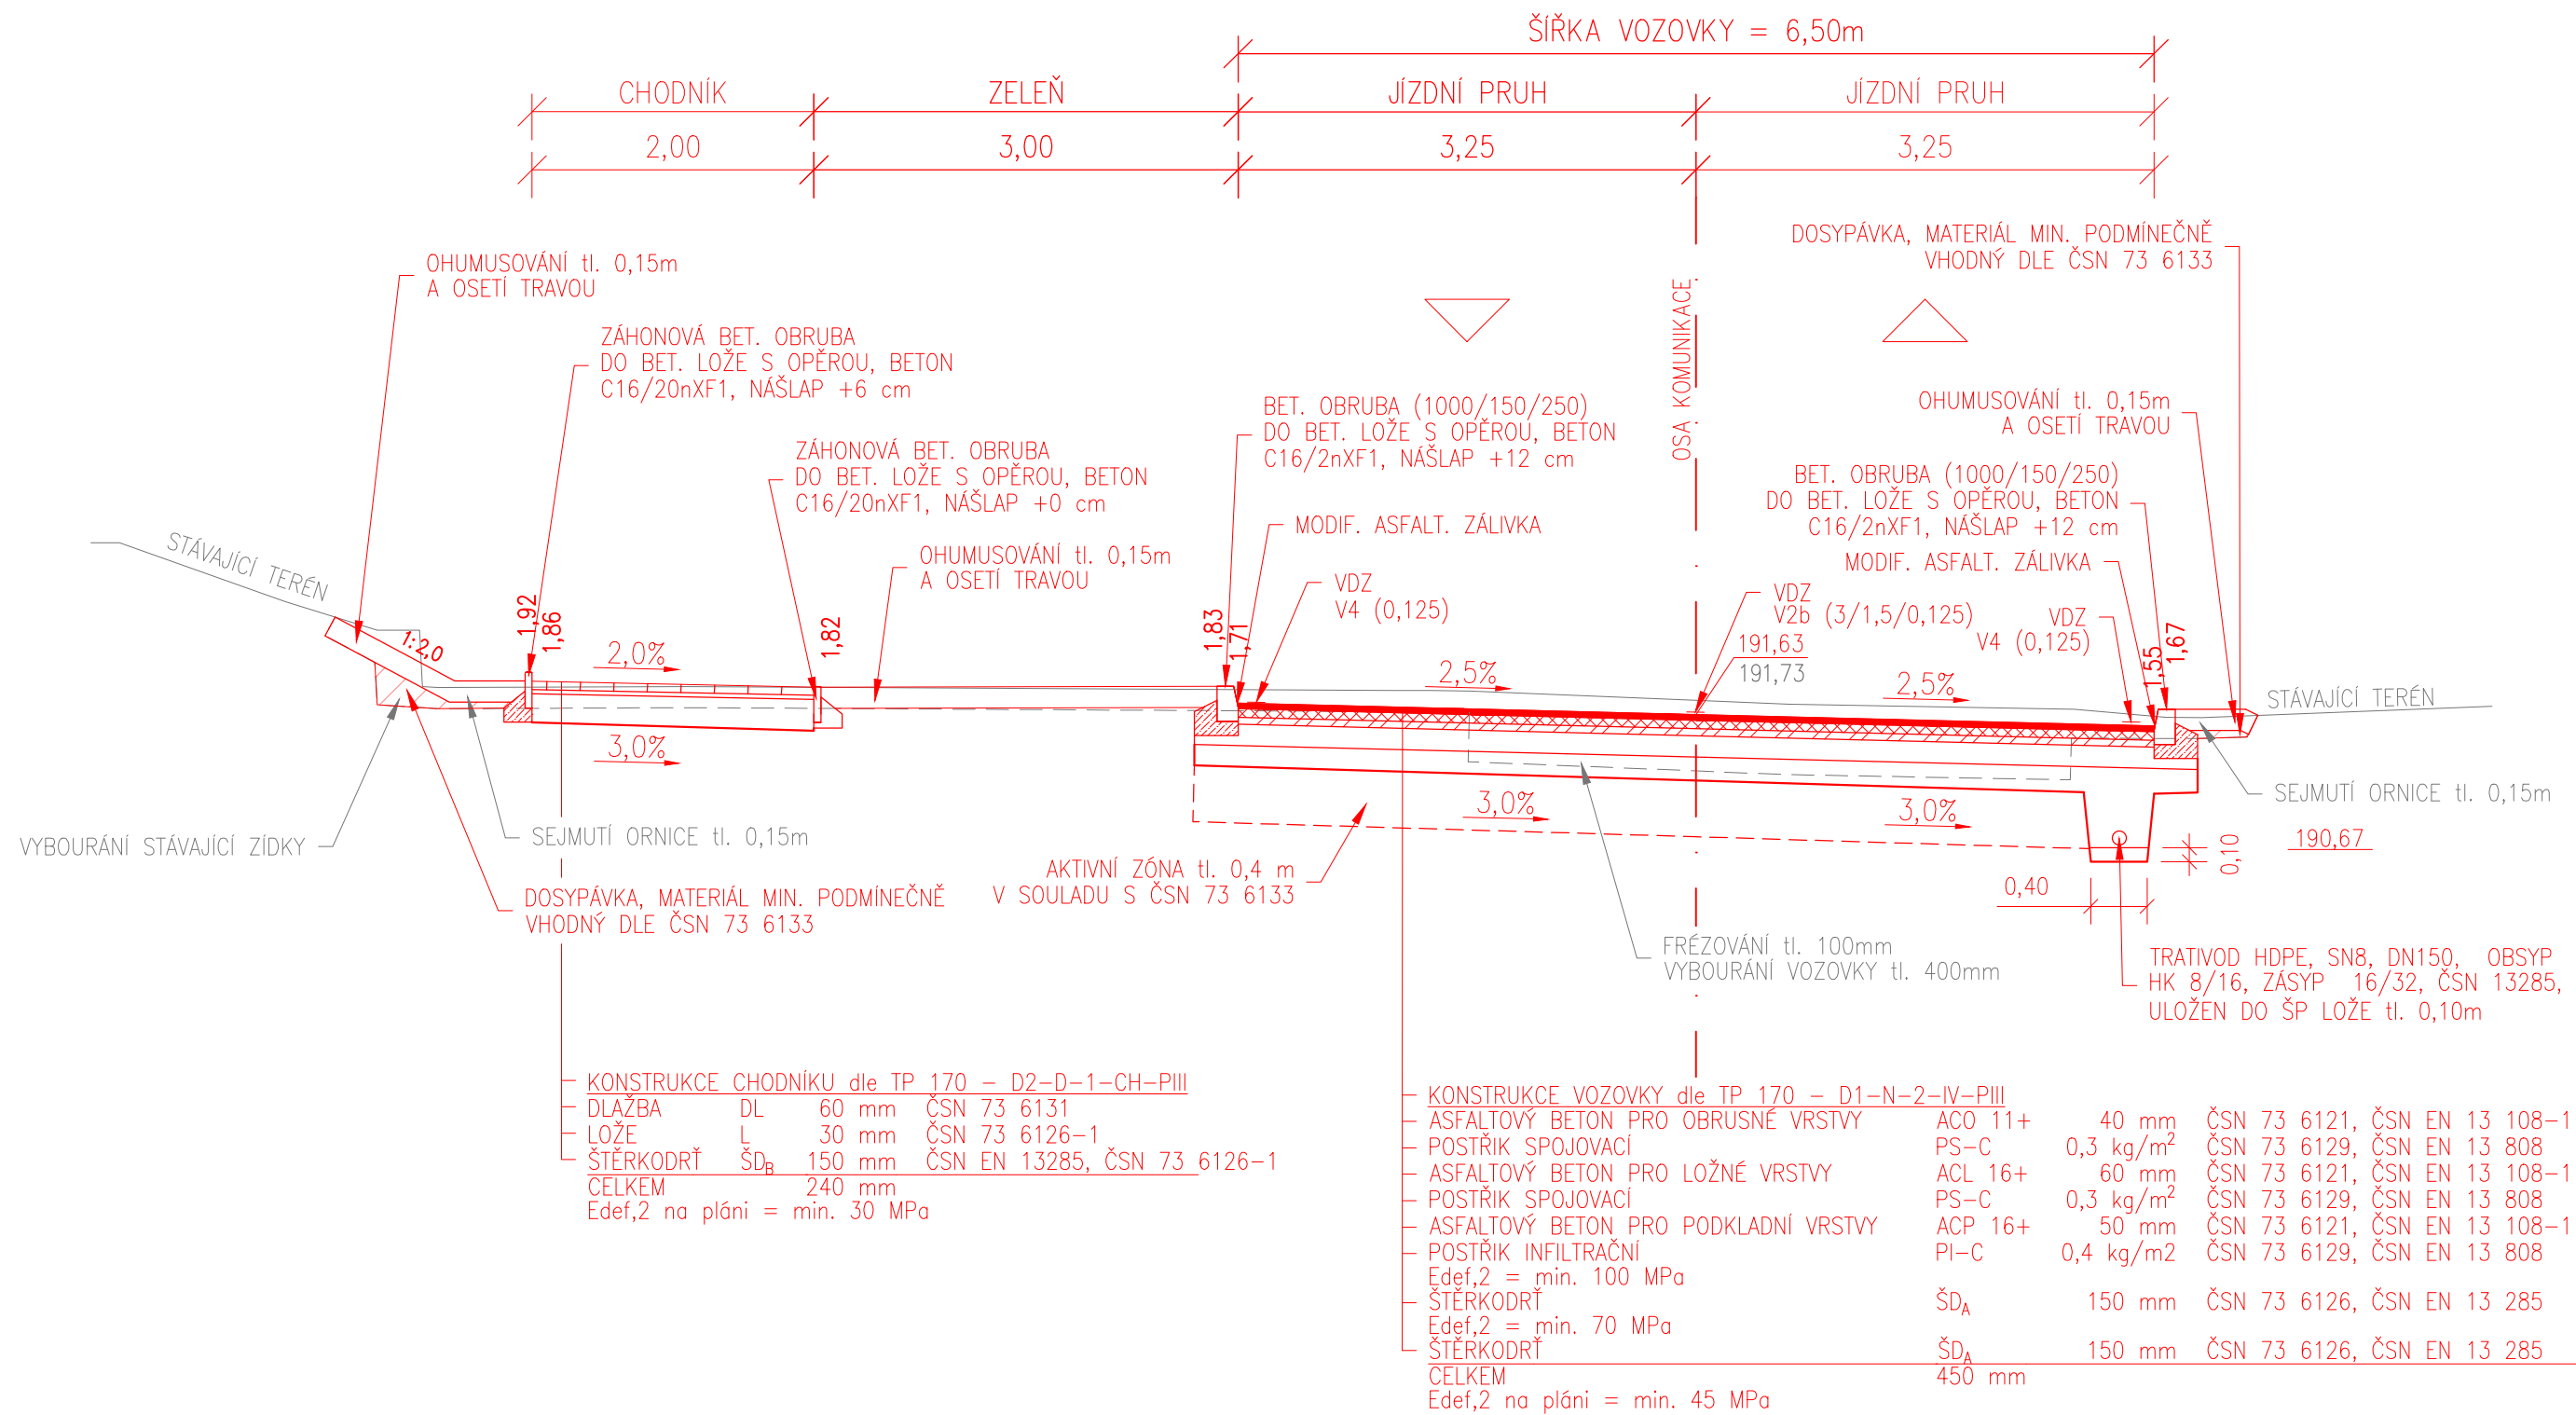 ŠÍŘKA VOZOVKY = 6,50m
CHODNÍK
ZELEŇ
JÍZDNÍ PRUH
JÍZDNÍ PRUH
2,00
3,00
3,25
3,25
DOSYPÁVKA, MATERIÁL MIN. PODMÍNEČNĚ
VHODNÝ DLE ČSN 73 6133
OHUMUSOVÁNÍ tl. 0,15m
A OSETÍ TRAVOU
OSA KOMUNIKACE
ZÁHONOVÁ BET. OBRUBA
DO BET. LOŽE S OPĚROU, BETON
C16/20nXF1, NÁŠLAP +6 cm
BET. OBRUBA (1000/150/250)
DO BET. LOŽE S OPĚROU, BETON
C16/2nXF1, NÁŠLAP +12 cm
OHUMUSOVÁNÍ tl. 0,15m
A OSETÍ TRAVOU
ZÁHONOVÁ BET. OBRUBA
DO BET. LOŽE S OPĚROU, BETON
C16/20nXF1, NÁŠLAP +0 cm
BET. OBRUBA (1000/150/250)
DO BET. LOŽE S OPĚROU, BETON
C16/2nXF1, NÁŠLAP +12 cm
MODIF. ASFALT. ZÁLIVKA
STÁVAJÍCÍ TERÉN
OHUMUSOVÁNÍ tl. 0,15m
A OSETÍ TRAVOU
MODIF. ASFALT. ZÁLIVKA
VDZ
V4 (0,125)
VDZ
V2b (3/1,5/0,125)
VDZ
V4 (0,125)
191,63
191,73
1,92
1,86
1,82
1,83
1,71
1,55
1,67
1:2,0
2,0%
2,5%
2,5%
STÁVAJÍCÍ TERÉN
3,0%
3,0%
3,0%
SEJMUTÍ ORNICE tl. 0,15m
VYBOURÁNÍ STÁVAJÍCÍ ZÍDKY
SEJMUTÍ ORNICE tl. 0,15m
190,67
0,10
0,40
AKTIVNÍ ZÓNA tl. 0,4 m
V SOULADU S ČSN 73 6133
DOSYPÁVKA, MATERIÁL MIN. PODMÍNEČNĚ
VHODNÝ DLE ČSN 73 6133
FRÉZOVÁNÍ tl. 100mm
VYBOURÁNÍ VOZOVKY tl. 400mm
TRATIVOD HDPE, SN8, DN150, OBSYP
HK 8/16, ZÁSYP 16/32, ČSN 13285,
ULOŽEN DO ŠP LOŽE tl. 0,10m
KONSTRUKCE CHODNÍKU dle TP 170 – D2–D–1–CH–PIII
DLAŽBA DL 60 mm ČSN 73 6131
LOŽE L 30 mm ČSN 73 6126–1
ŠTĚRKODRŤ ŠDB 150 mm ČSN EN 13285, ČSN 73 6126–1
CELKEM 240 mm
Edef,2 na pláni = min. 30 MPa
KONSTRUKCE VOZOVKY dle TP 170 – D1–N–2–IV–PIII
ASFALTOVÝ BETON PRO OBRUSNÉ VRSTVY ACO 11+ 40 mm ČSN 73 6121, ČSN EN 13 108–1
POSTŘIK SPOJOVACÍ PS–C 0,3 kg/m² ČSN 73 6129, ČSN EN 13 808
ASFALTOVÝ BETON PRO LOŽNÉ VRSTVY ACL 16+ 60 mm ČSN 73 6121, ČSN EN 13 108–1
POSTŘIK SPOJOVACÍ PS–C 0,3 kg/m² ČSN 73 6129, ČSN EN 13 808
ASFALTOVÝ BETON PRO PODKLADNÍ VRSTVY ACP 16+ 50 mm ČSN 73 6121, ČSN EN 13 108–1
POSTŘIK INFILTRAČNÍ PI–C 0,4 kg/m2 ČSN 73 6129, ČSN EN 13 808
Edef,2 = min. 100 MPa
ŠTĚRKODRŤ ŠDA 150 mm ČSN 73 6126, ČSN EN 13 285
Edef,2 = min. 70 MPa
ŠTĚRKODRŤ ŠDA 150 mm ČSN 73 6126, ČSN EN 13 285
CELKEM 450 mm
Edef,2 na pláni = min. 45 MPa